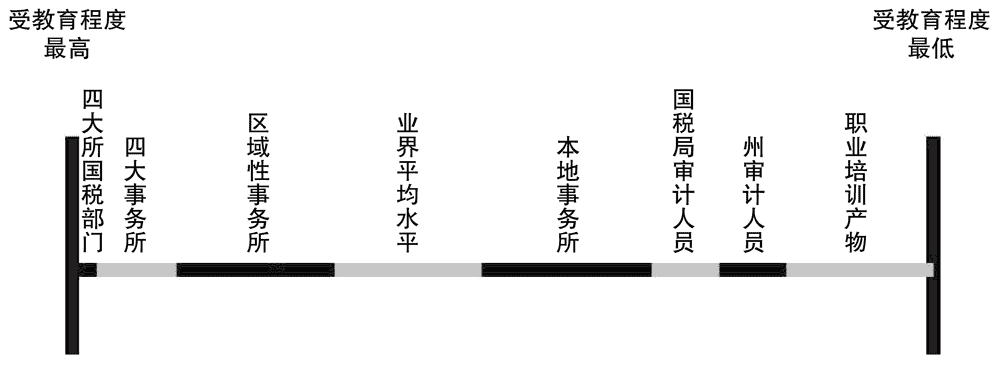 受教育程度
最高
受教育程度
最低
四大所国税部门
四大事务所
区域性事务所
业界平均水平
本地事务所
国税局审计人员
州审计人员
职业培训产物